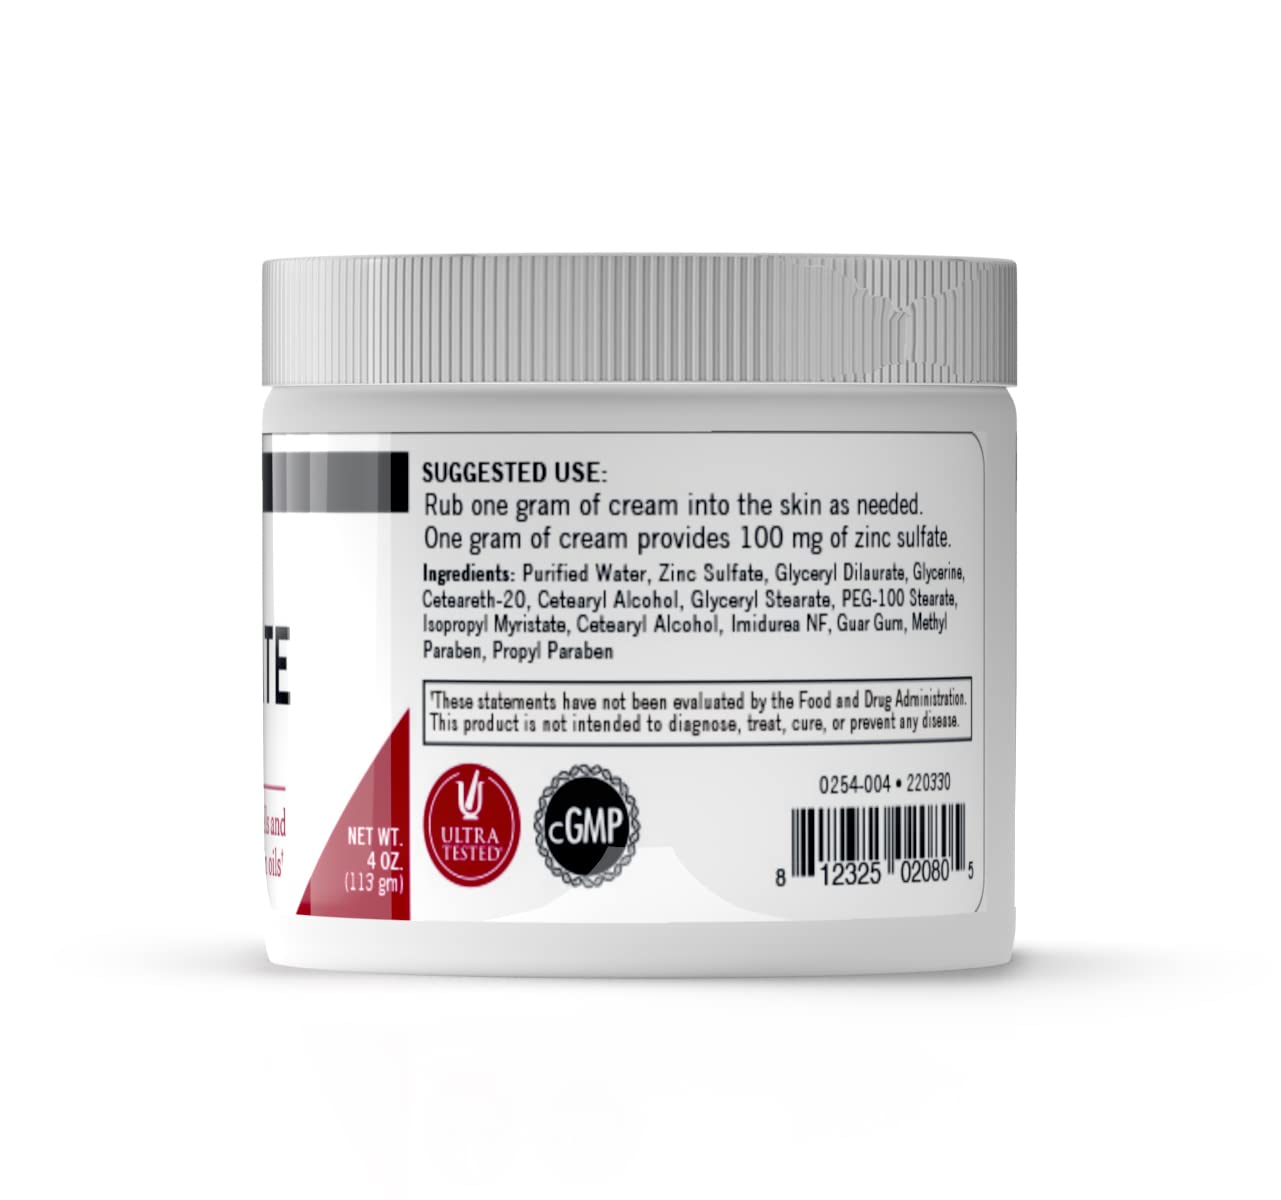 TE
ls and
oils†
NET WT.
4 OZ.
(113 gm)
SUGGESTED USE:
Rub one gram of cream into the skin as needed.
One gram of cream provides 100 mg of zinc sulfate.
Ingredients: Purified Water, Zinc Sulfate, Glyceryl Dilaurate, Glycerine,
Ceteareth-20, Cetearyl Alcohol, Glyceryl Stearate, PEG-100 Stearate,
Isopropyl Myristate, Cetearyl Alcohol, Imidurea NF, Guar Gum, Methyl
Paraben, Propyl Paraben
†These statements have not been evaluated by the Food and Drug Administration.
This product is not intended to diagnose, treat, cure, or prevent any disease.
ULTRA
TESTED®
cGMP
0254-004 • 220330
8 12325 02080 5